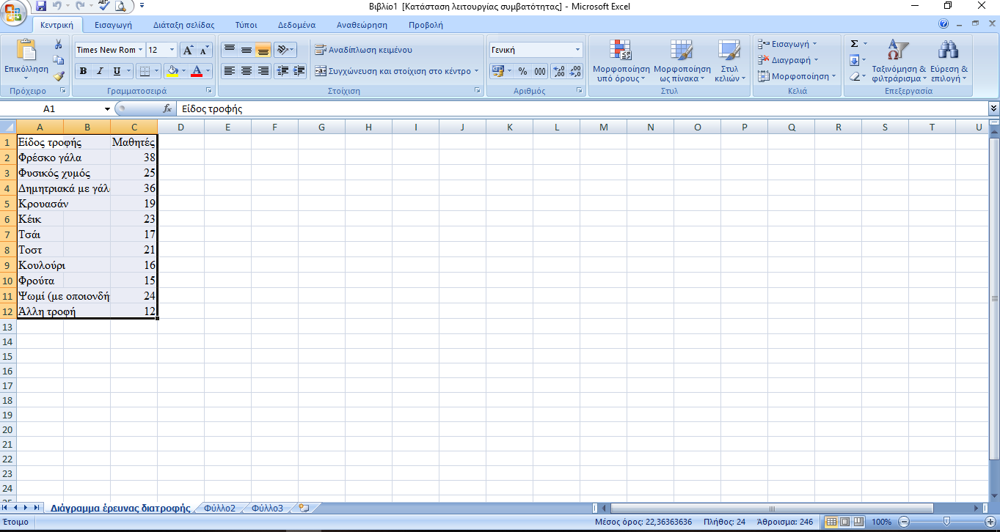 Βιβλίο1 [Κατάσταση λειτουργίας συμβατότητας] - Microsoft Excel
Κεντρική Εισαγωγή Διάταξη σελίδας Τύποι Δεδομένα Αναθεώρηση Προβολή
Επικόλληση
Πρόχειρο
Times New Rom 12
B I U
Γραμματοσειρά
Αναδίπλωση κειμένου
Συγχώνευση και στοίχιση στο κέντρο
Στοίχιση
Γενική
% 000
Αριθμός
Μορφοποίηση υπό όρους
Μορφοποίηση ως πίνακα
Στυλ κελιών
Στυλ
Εισαγωγή
Διαγραφή
Μορφοποίηση
Κελιά
Σ
Ταξινόμηση & φιλτράρισμα
Εύρεση & επιλογή
Επεξεργασία
A1 fx Είδος τροφής
A B C D E F G H I J K L M N O P Q R S T U
1 Είδος τροφής Μαθητές
2 Φρέσκο γάλα 38
3 Φυσικός χυμός 25
4 Δημητριακά με γάλ 36
5 Κρουασάν 19
6 Κέικ 23
7 Τσάι 17
8 Τοστ 21
9 Κουλούρι 16
10 Φρούτα 15
11 Ψωμί (με οποιονδή 24
12 Άλλη τροφή 12
13
14
15
16
17
18
19
20
21
22
23
24
Διάγραμμα έρευνας διατροφής Φύλλο2 Φύλλο3
Έτοιμο Μέσος όρος: 22,36363636 Πλήθος: 24 Άθροισμα: 246 100%